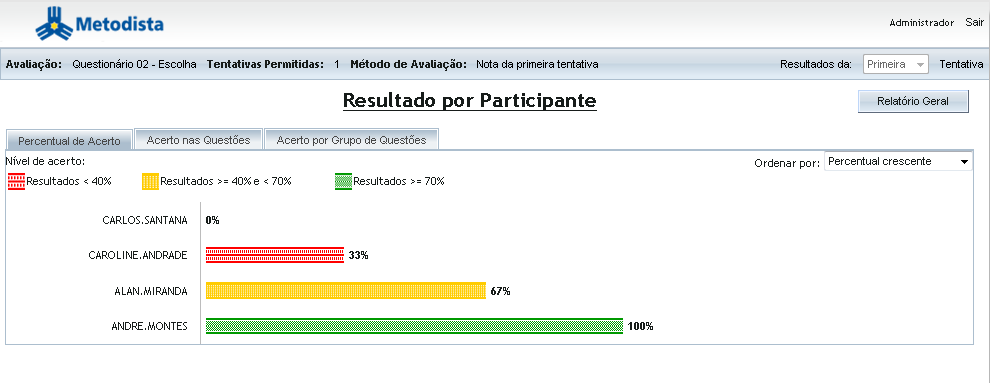 Metodista
Administrador Sair
Avaliação: Questionário 02 - Escolha Tentativas Permitidas: 1 Método de Avaliação: Nota da primeira tentativa Resultados da: Primeira Tentativa
Resultado por Participante
Relatório Geral
Percentual de Acerto Acerto nas Questões Acerto por Grupo de Questões
Nível de acerto:
Ordenar por: Percentual crescente
Resultados < 40% Resultados >= 40% e < 70% Resultados >= 70%
CARLOS.SANTANA 0%
CAROLINE.ANDRADE 33%
ALAN.MIRANDA 67%
ANDRE.MONTES 100%